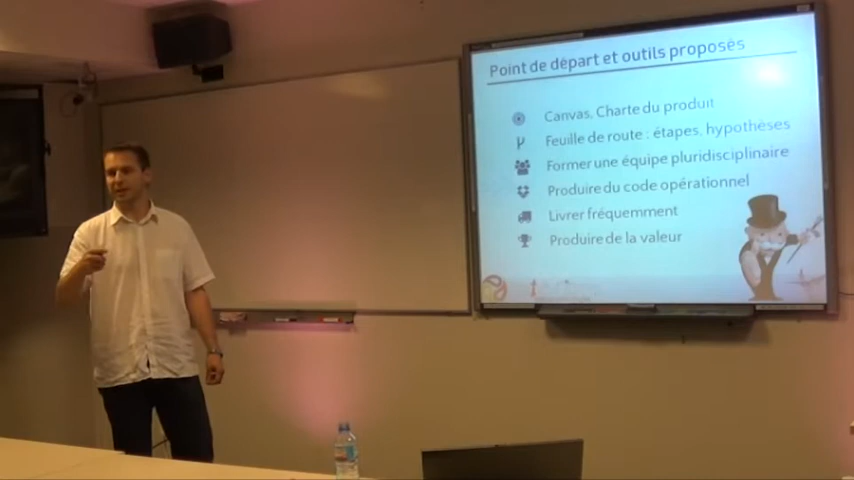 Point de départ et outils proposés
Canvas, Charte du produit
Feuille de route : étapes, hypothèses
Former une équipe pluridisciplinaire
Produire du code opérationnel
Livrer fréquemment
Produire de la valeur